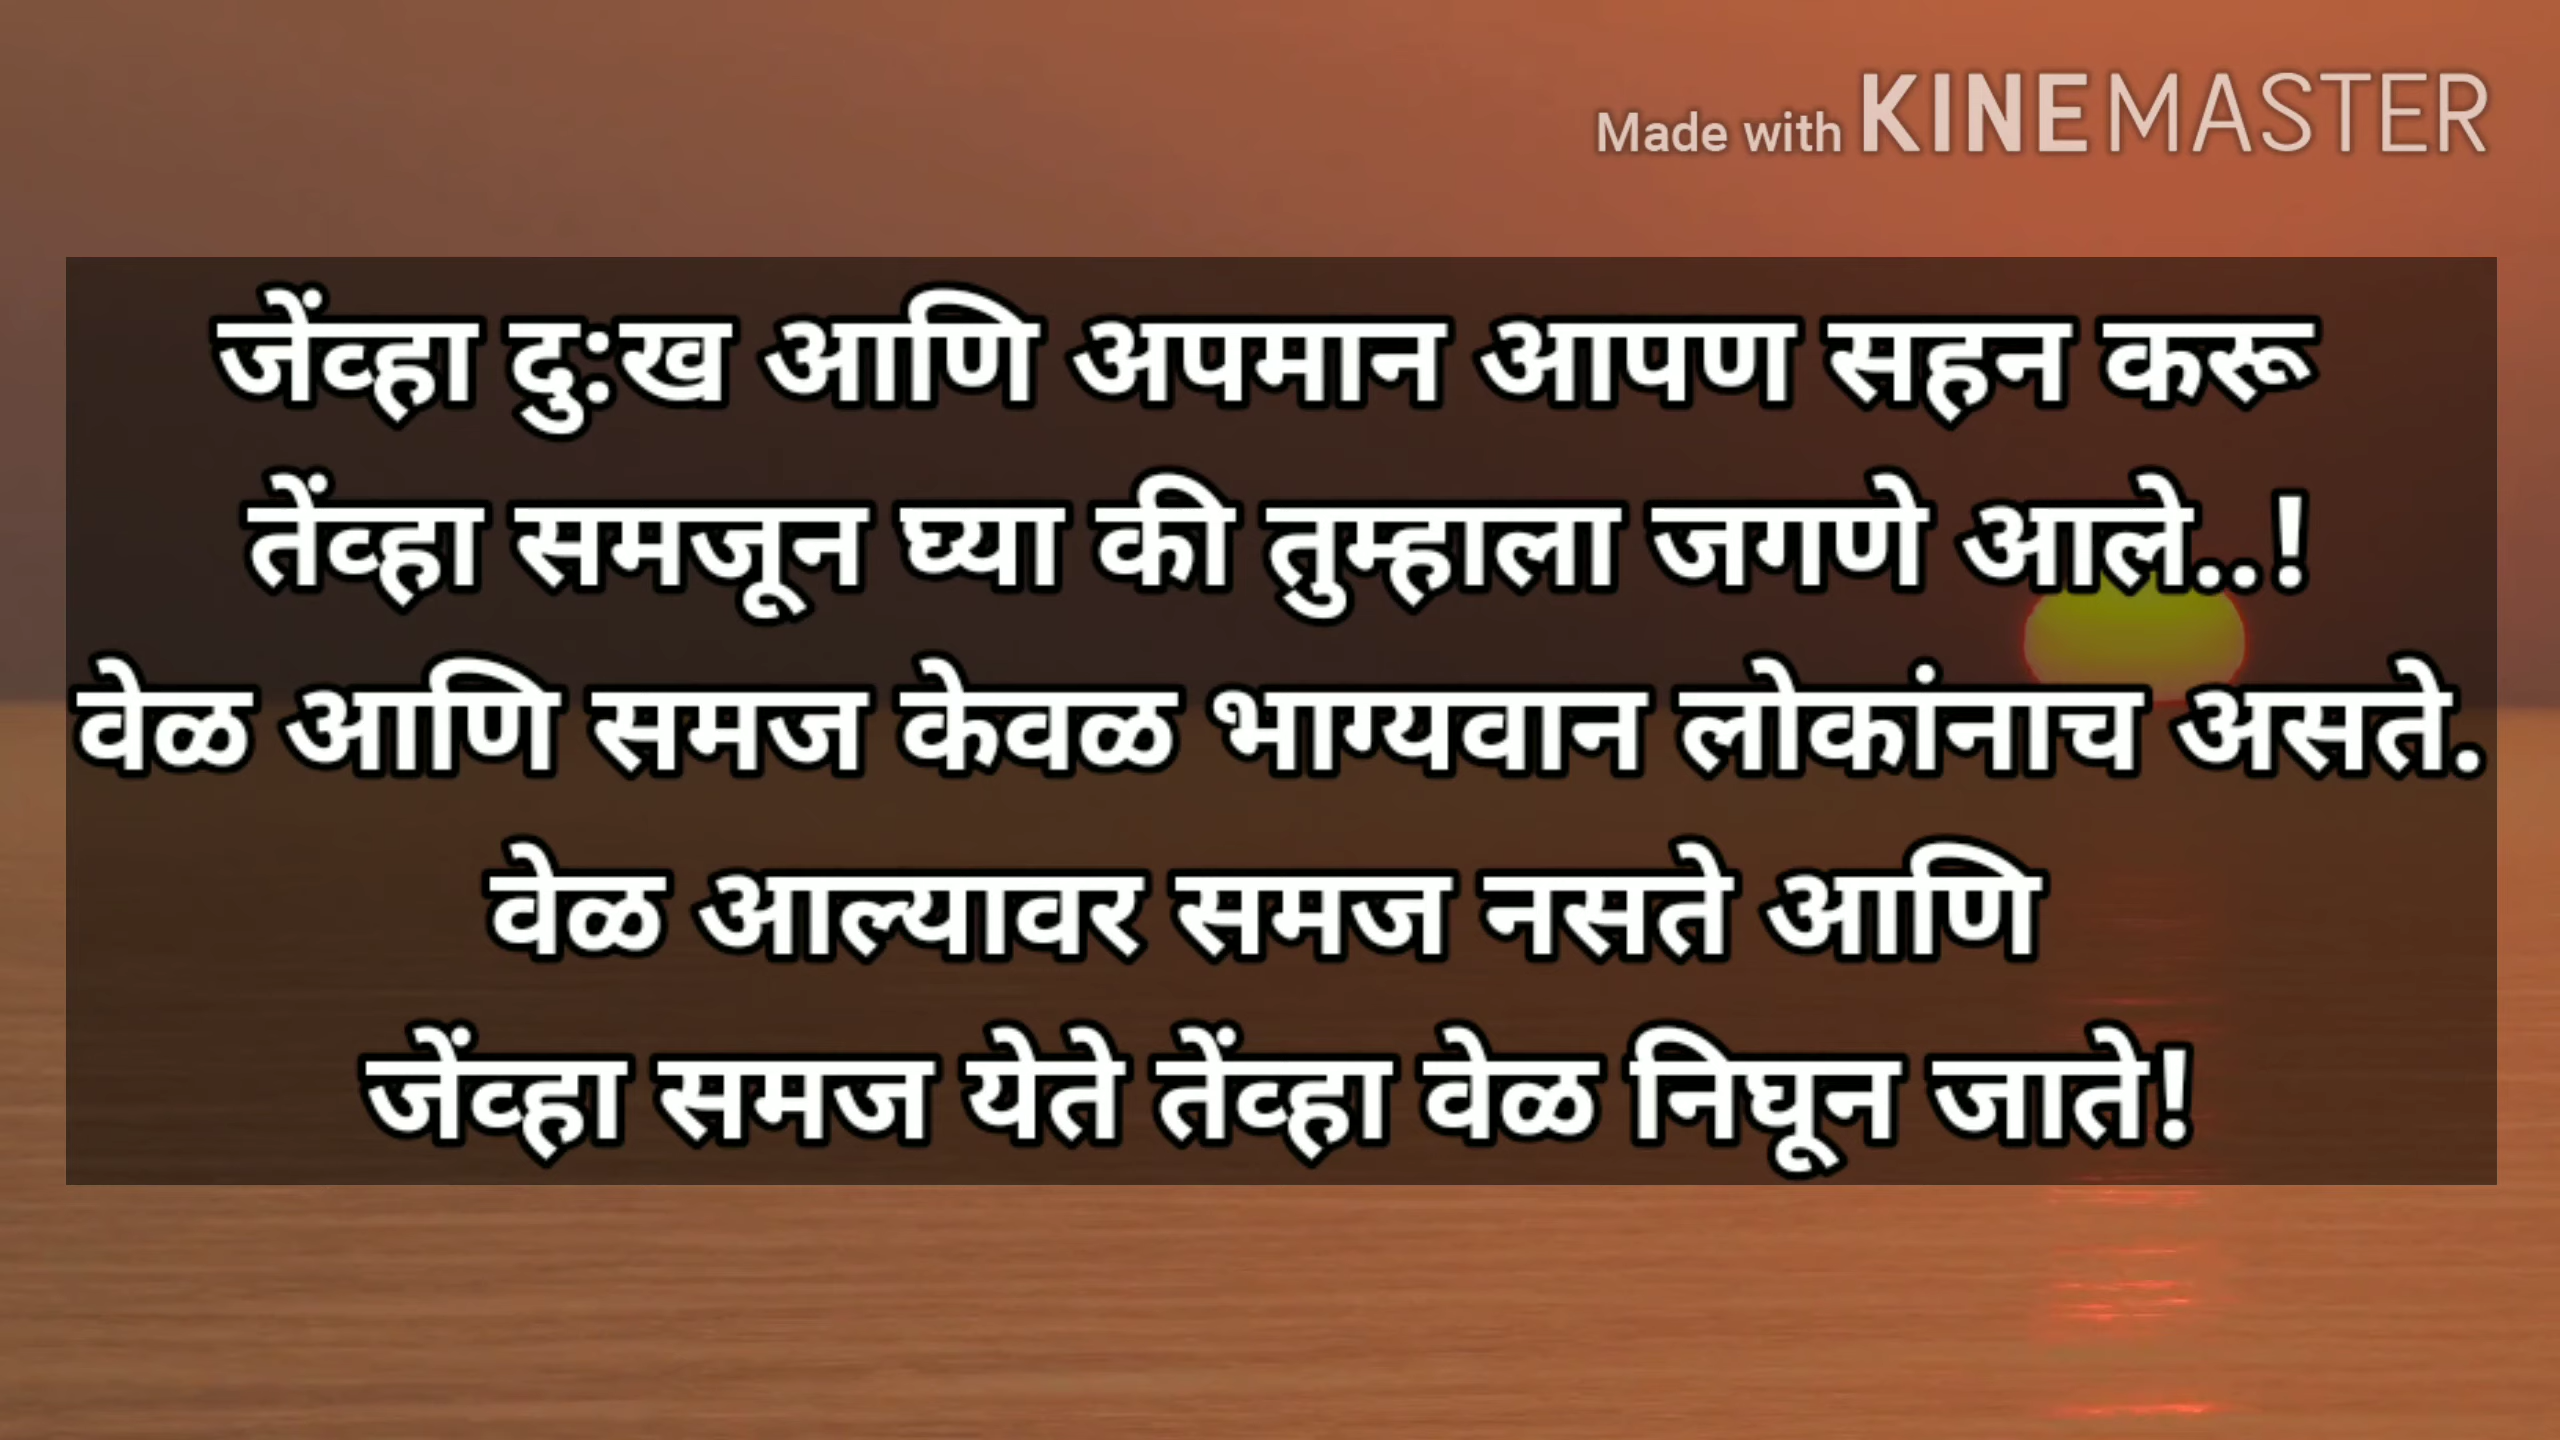 Made with KINEMASTER
जेंव्हा दु:ख आणि अपमान आपण सहन करू
तेंव्हा समजून घ्या की तुम्हाला जगणे आले..!
वेळ आणि समज केवळ भाग्यवान लोकांनाच असते.
वेळ आल्यावर समज नसते आणि
जेंव्हा समज येते तेंव्हा वेळ निघून जाते!